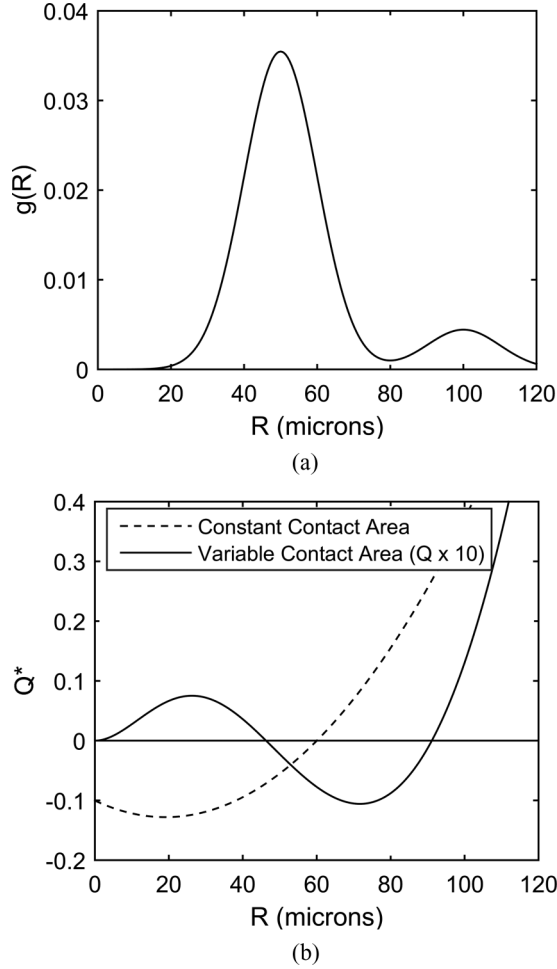 0.04
0.03
0.02
0.01
0
g(R)
0 20 40 60 80 100 120
R (microns)
(a)
0.4
0.3
0.2
0.1
0
-0.1
-0.2
Q*
Constant Contact Area
Variable Contact Area (Q x 10)
0 20 40 60 80 100 120
R (microns)
(b)